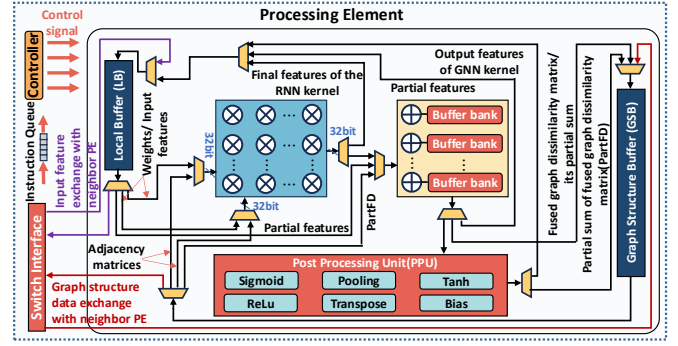 Processing Element
Control
signal
Controller
Instruction Queue
Input feature
exchange with
neighbor PE
Switch Interface
Local Buffer (LB)
Weights/ Input
features
Final features of the
RNN kernel
32bit
32bit
32bit
Output features
of GNN kernel
Partial features
Buffer bank
Buffer bank
Buffer bank
Partial features
PartFD
Adjacency
matrices
Graph structure
data exchange
with neighbor PE
Post Processing Unit(PPU)
Sigmoid
Pooling
Tanh
ReLu
Transpose
Bias
Fused graph dissimilarity matrix/
its partial sum
Partial sum of fused graph dissimilarity
matrix(PartFD)
Graph Structure Buffer (GSB)